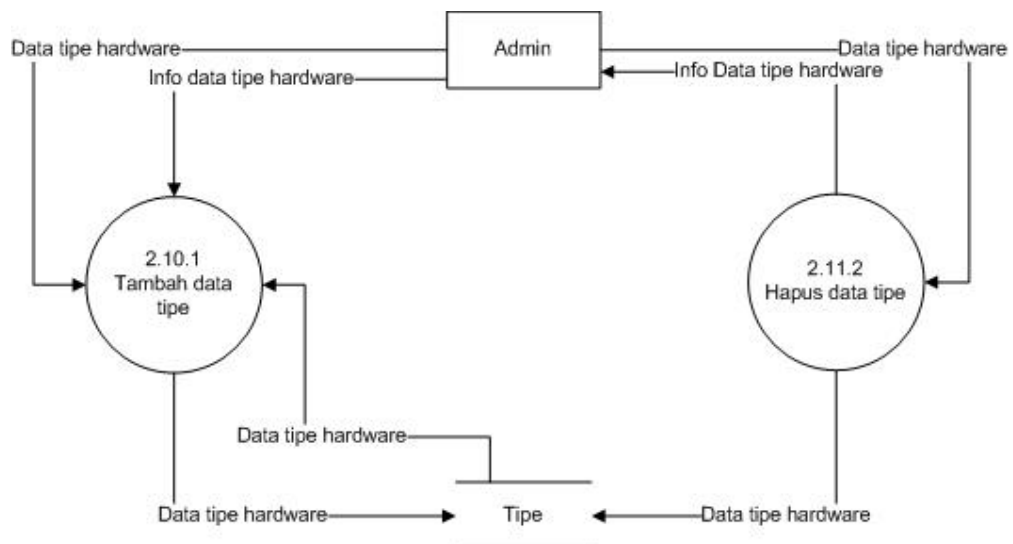 Admin
Data tipe hardware
Data tipe hardware
Info data tipe hardware
Info Data tipe hardware
2.10.1
Tambah data
tipe
2.11.2
Hapus data tipe
Data tipe hardware
Data tipe hardware
Tipe
Data tipe hardware